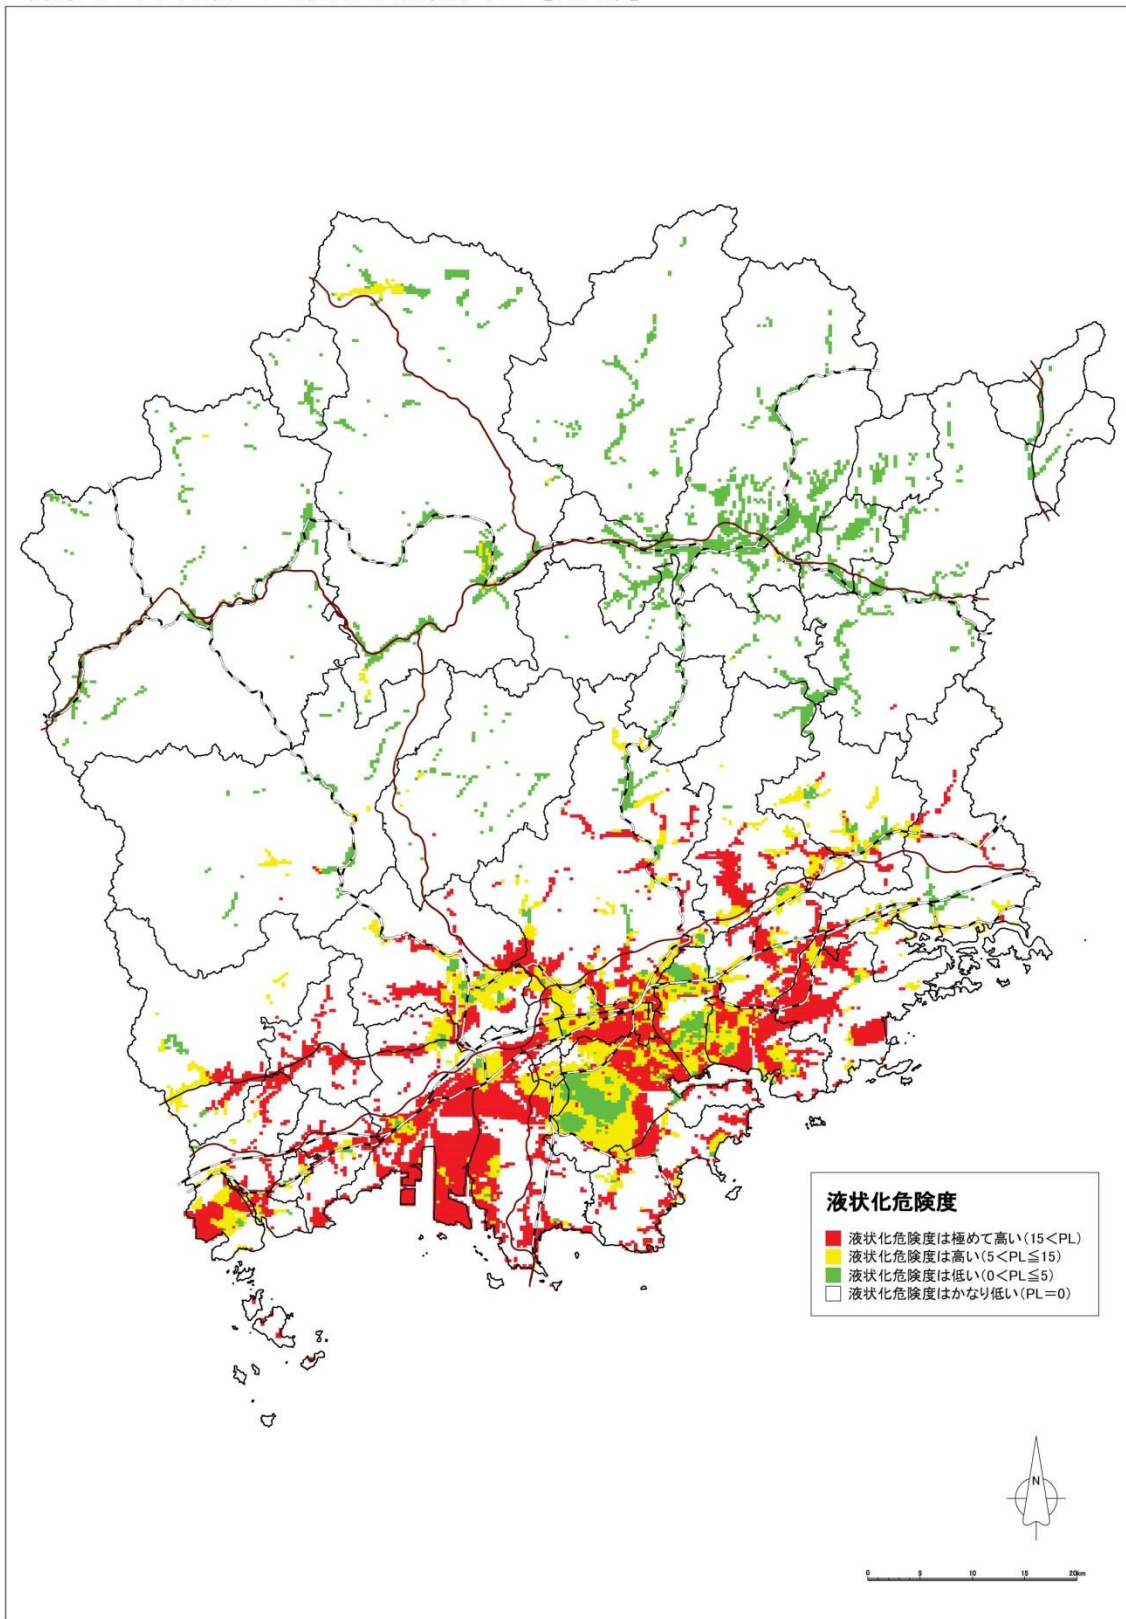 液状化危険度
液状化危険度は極めて高い(15<PL)
液状化危険度は高い(5<PL≦15)
液状化危険度は低い(0<PL≦5)
液状化危険度はかなり低い(PL=0)
N
0 5 10 15 20km